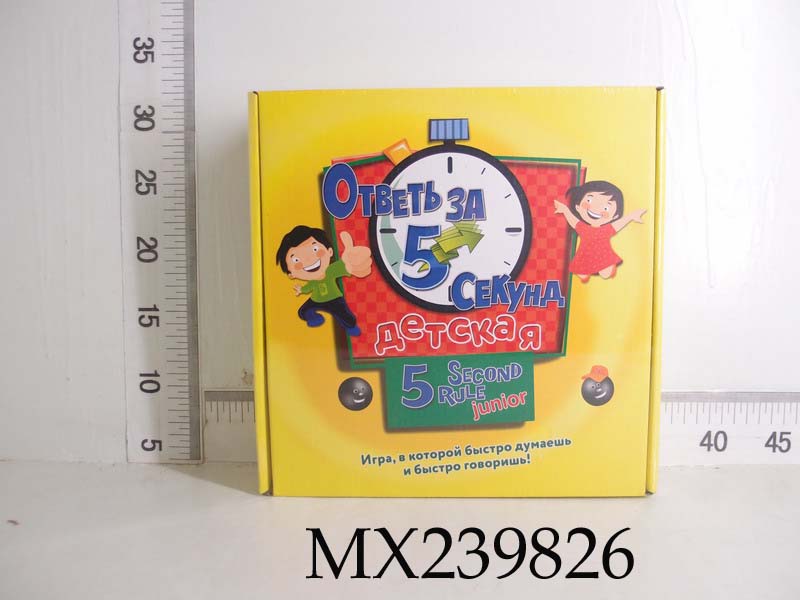 35
30
25
20
15
10
5
40
45
ОТВЕТЬ ЗА
5
СЕКУНД
детская
5 SECOND
RULE
junior
Игра, в которой быстро думаешь
и быстро говоришь!
MX239826